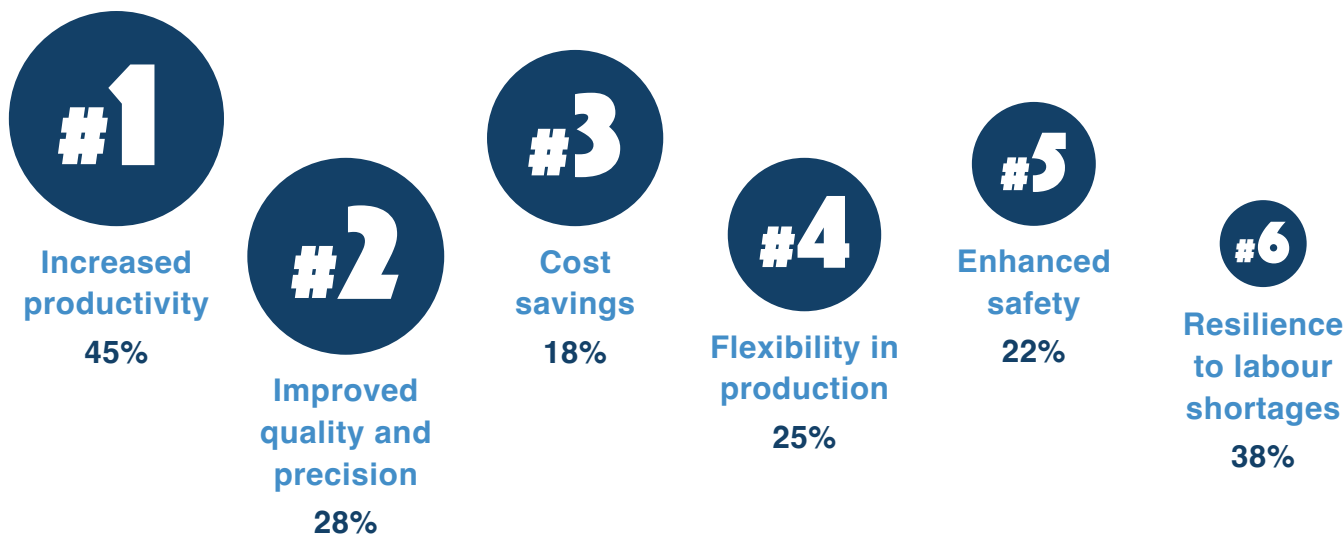 #1
Increased
productivity
45%
#2
Improved
quality and
precision
28%
#3
Cost
savings
18%
#4
Flexibility in
production
25%
#5
Enhanced
safety
22%
#6
Resilience
to labour
shortages
38%